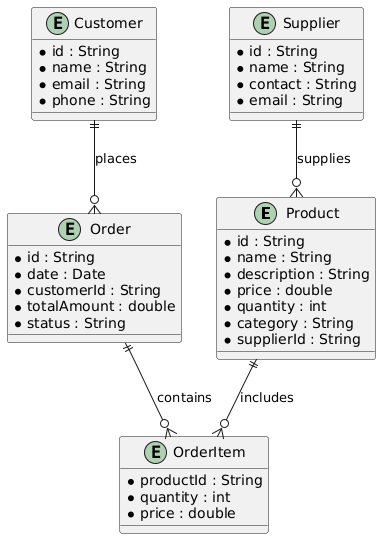 E Customer
* id : String
* name : String
* email : String
* phone : String
E Supplier
* id : String
* name : String
* contact : String
* email : String
places
supplies
E Order
* id : String
* date : Date
* customerId : String
* totalAmount : double
* status : String
E Product
* id : String
* name : String
* description : String
* price : double
* quantity : int
* category : String
* supplierId : String
contains
includes
E OrderItem
* productId : String
* quantity : int
* price : double